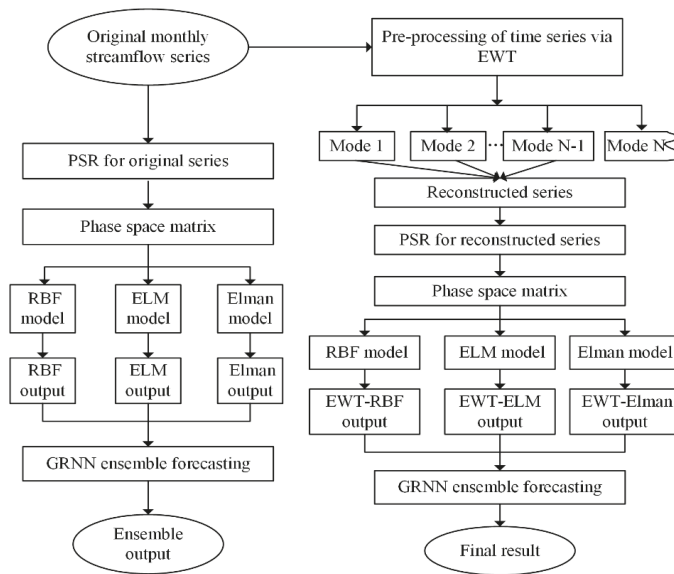 Original monthly
streamflow series
Pre-processing of time series via
EWT
Mode 1
Mode 2
...
Mode N-1
Mode N
PSR for original series
Reconstructed series
Phase space matrix
PSR for reconstructed series
Phase space matrix
RBF
model
ELM
model
Elman
model
RBF model
ELM model
Elman model
RBF
output
ELM
output
Elman
output
EWT-RBF
output
EWT-ELM
output
EWT-Elman
output
GRNN ensemble forecasting
GRNN ensemble forecasting
Ensemble
output
Final result